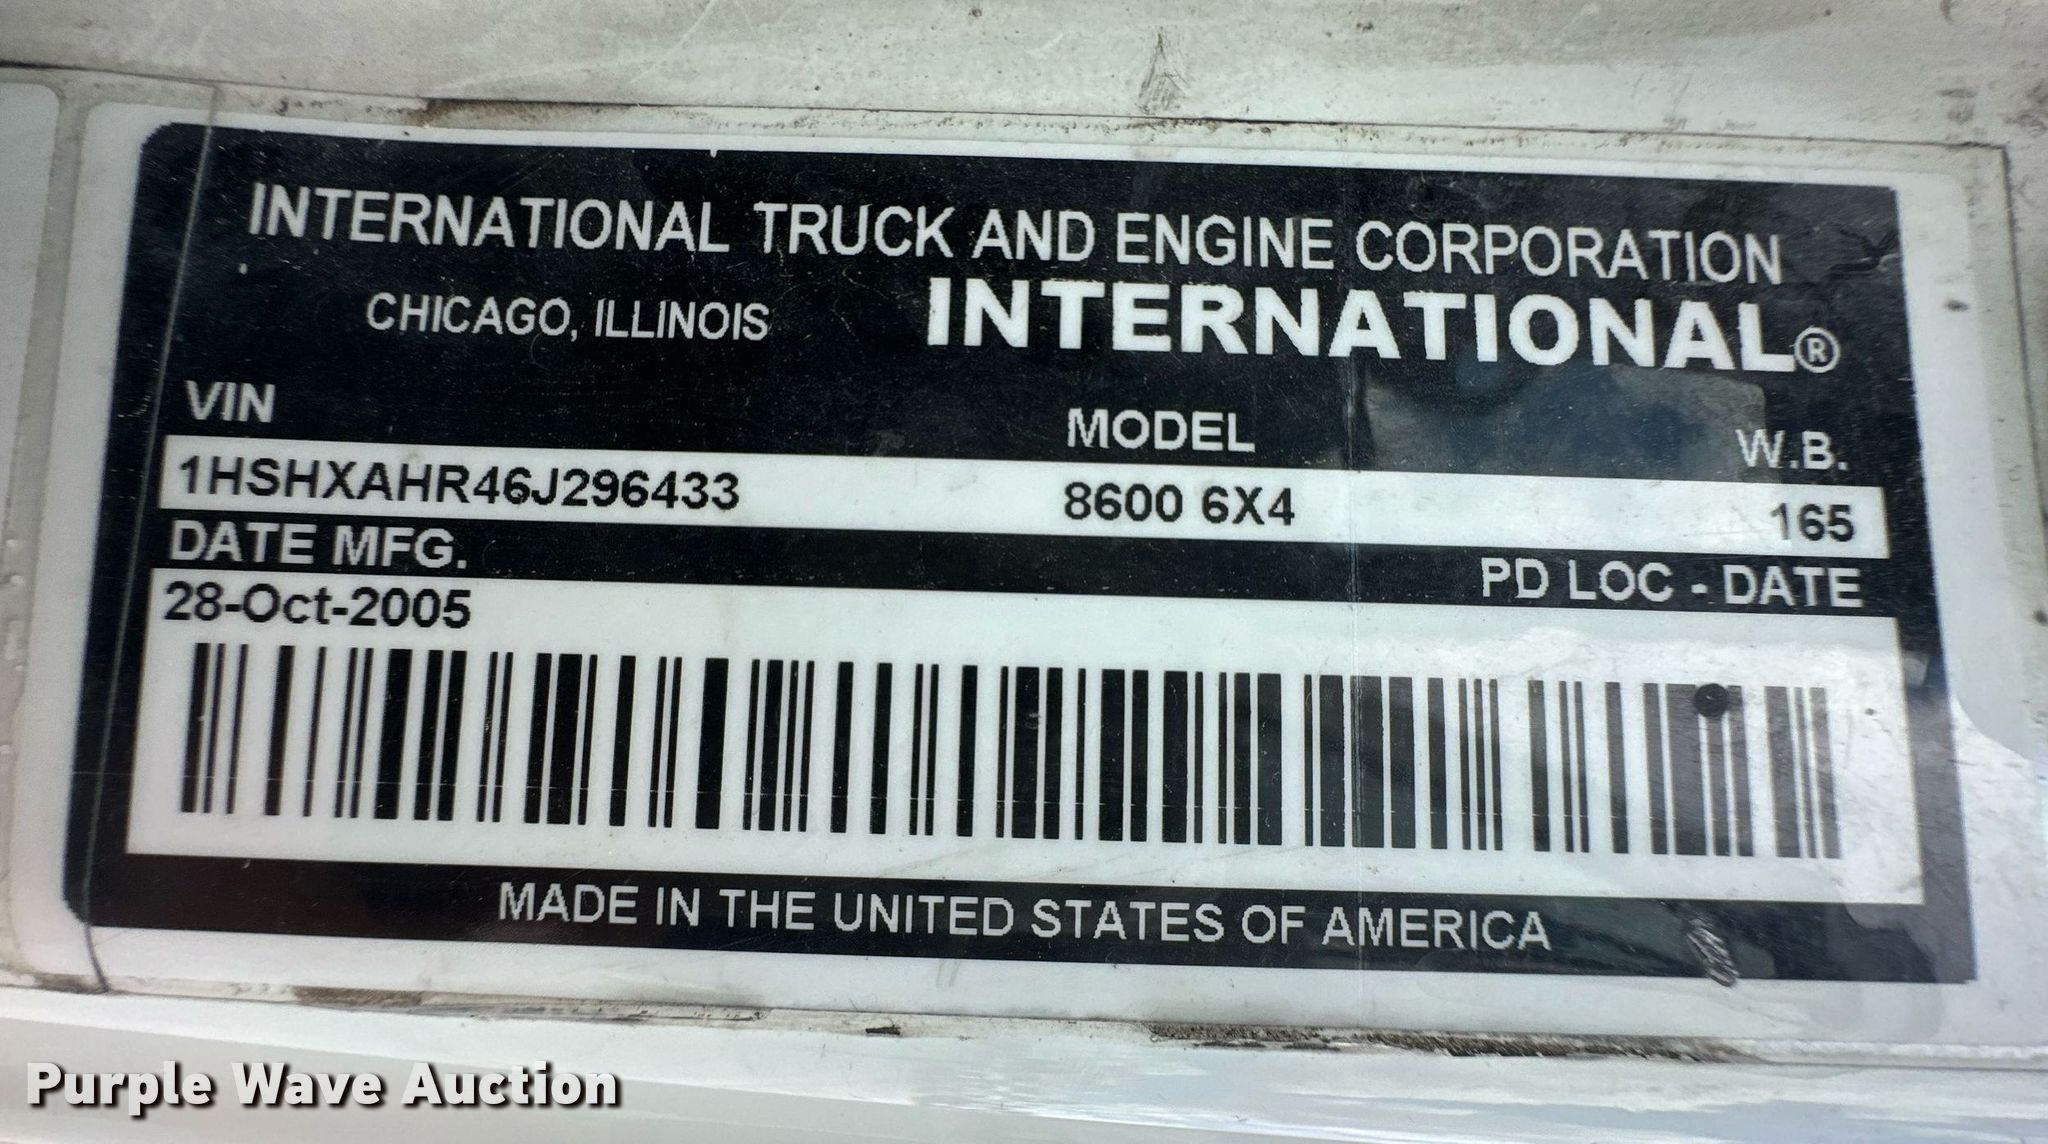 INTERNATIONAL TRUCK AND ENGINE CORPORATION
CHICAGO, ILLINOIS INTERNATIONAL®
VIN MODEL W.B.
1HSHXAHR46J296433 8600 6X4 165
DATE MFG. PD LOC - DATE
28-Oct-2005
MADE IN THE UNITED STATES OF AMERICA
Purple Wave Auction